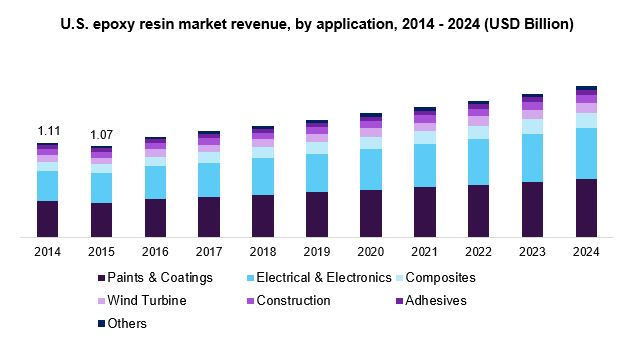 U.S. epoxy resin market revenue, by application, 2014 - 2024 (USD Billion)
1.11
1.07
2014 2015 2016 2017 2018 2019 2020 2021 2022 2023 2024
Paints & Coatings Electrical & Electronics Composites
Wind Turbine Construction Adhesives
Others